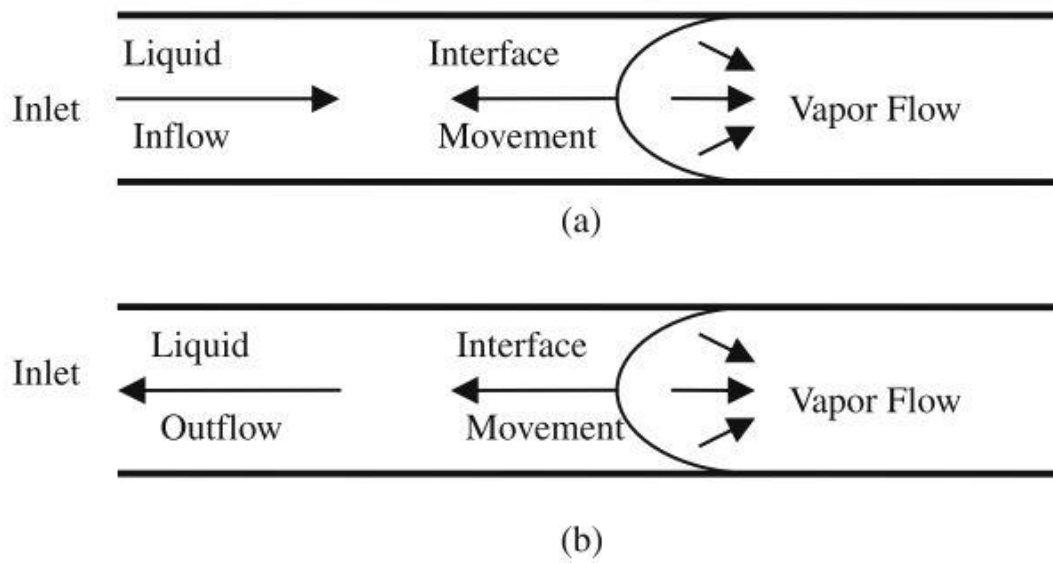 Liquid
Interface
Inlet
Vapor Flow
Inflow
Movement
(a)
Liquid
Interface
Inlet
Vapor Flow
Outflow
Movement
(b)